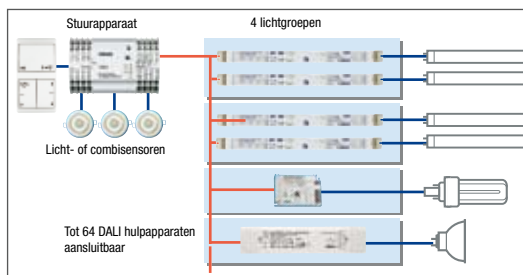 Stuurapparaat
4 lichtgroepen
Licht- of combisensoren
Tot 64 DALI hulpapparaten
aansluitbaar